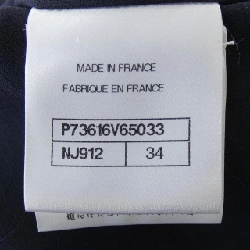 MADE IN FRANCE
FABRIQUE EN FRANCE
P73616V65033
NJ912 34